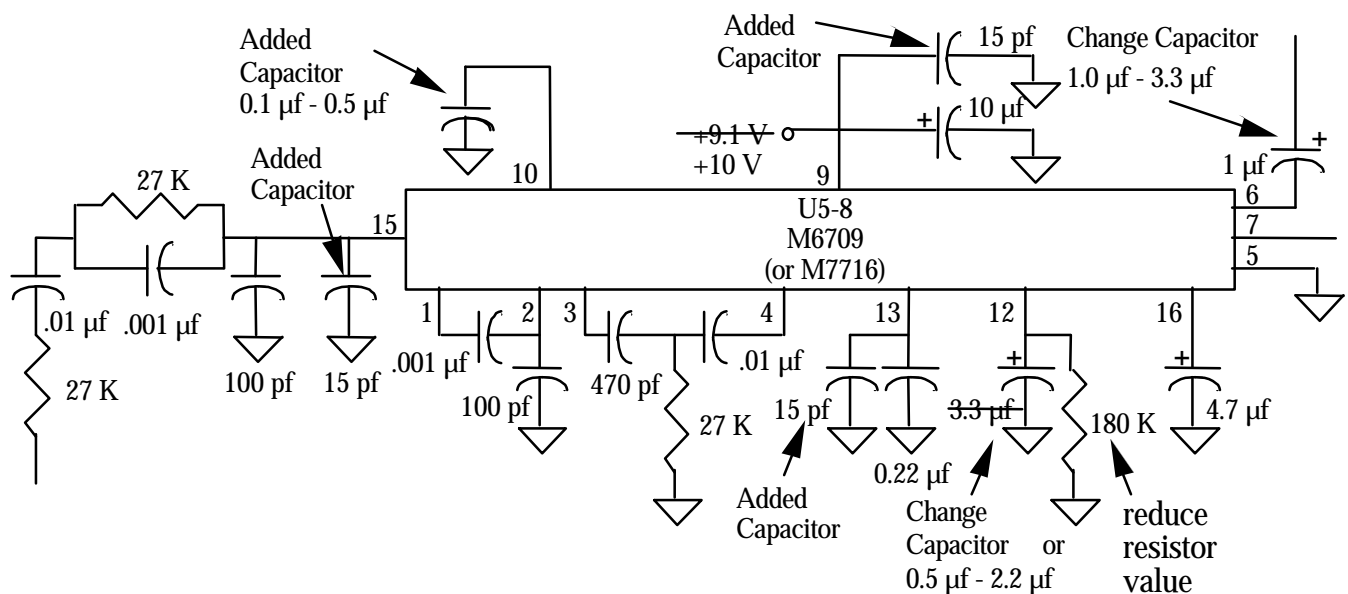 Added
Capacitor
0.1 µf - 0.5 µf
Added
Capacitor
15 pf
Change Capacitor
1.0 µf - 3.3 µf
+
10 µf
+9.1 V
+10 V
+
1 µf
Added
Capacitor
27 K
10
9
6
15
U5-8
M6709
(or M7716)
7
5
.01 µf
.001 µf
100 pf
15 pf
27 K
1
2
3
4
13
12
16
.001 µf
100 pf
470 pf
.01 µf
27 K
15 pf
0.22 µf
+
3.3 µf
180 K
+
4.7 µf
Added
Capacitor
Change
Capacitor or
0.5 µf - 2.2 µf
reduce
resistor
value